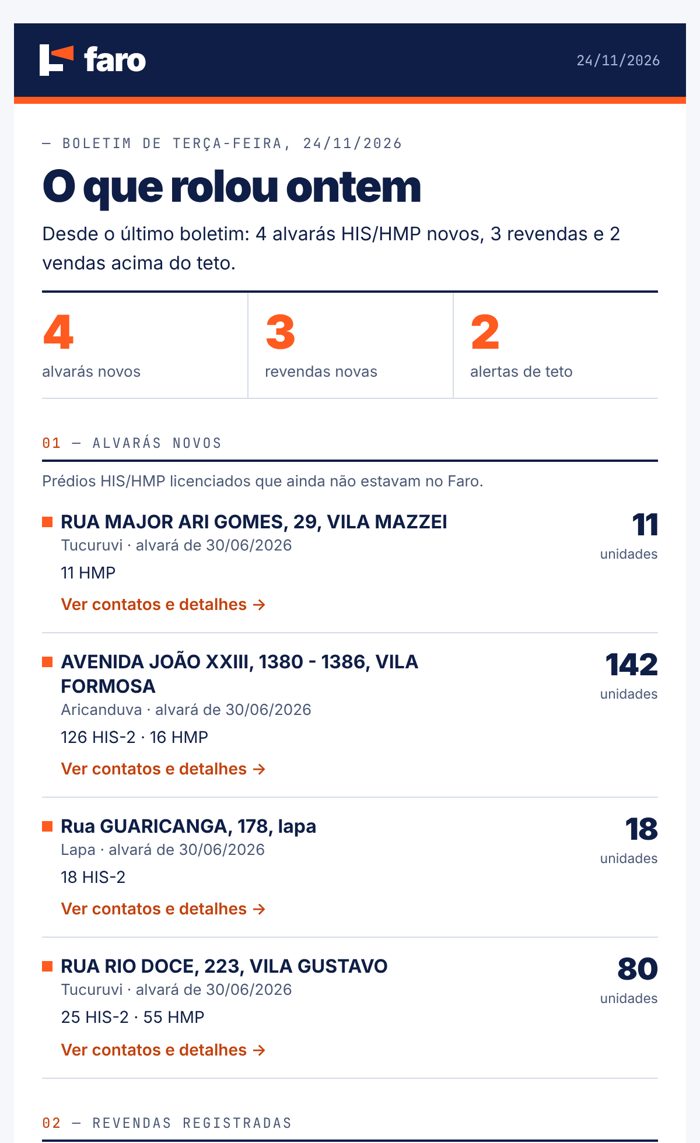 faro
24/11/2026
— BOLETIM DE TERÇA-FEIRA, 24/11/2026
O que rolou ontem
Desde o último boletim: 4 alvarás HIS/HMP novos, 3 revendas e 2
vendas acima do teto.
4
alvarás novos
3
revendas novas
2
alertas de teto
01 — ALVARÁS NOVOS
Prédios HIS/HMP licenciados que ainda não estavam no Faro.
RUA MAJOR ARI GOMES, 29, VILA MAZZEI
Tucuruvi · alvará de 30/06/2026
11 HMP
Ver contatos e detalhes →
11
unidades
AVENIDA JOÃO XXIII, 1380 - 1386, VILA
FORMOSA
Aricanduva · alvará de 30/06/2026
126 HIS-2 · 16 HMP
Ver contatos e detalhes →
142
unidades
Rua GUARICANGA, 178, lapa
Lapa · alvará de 30/06/2026
18 HIS-2
Ver contatos e detalhes →
18
unidades
RUA RIO DOCE, 223, VILA GUSTAVO
Tucuruvi · alvará de 30/06/2026
25 HIS-2 · 55 HMP
Ver contatos e detalhes →
80
unidades
02 — REVENDAS REGISTRADAS